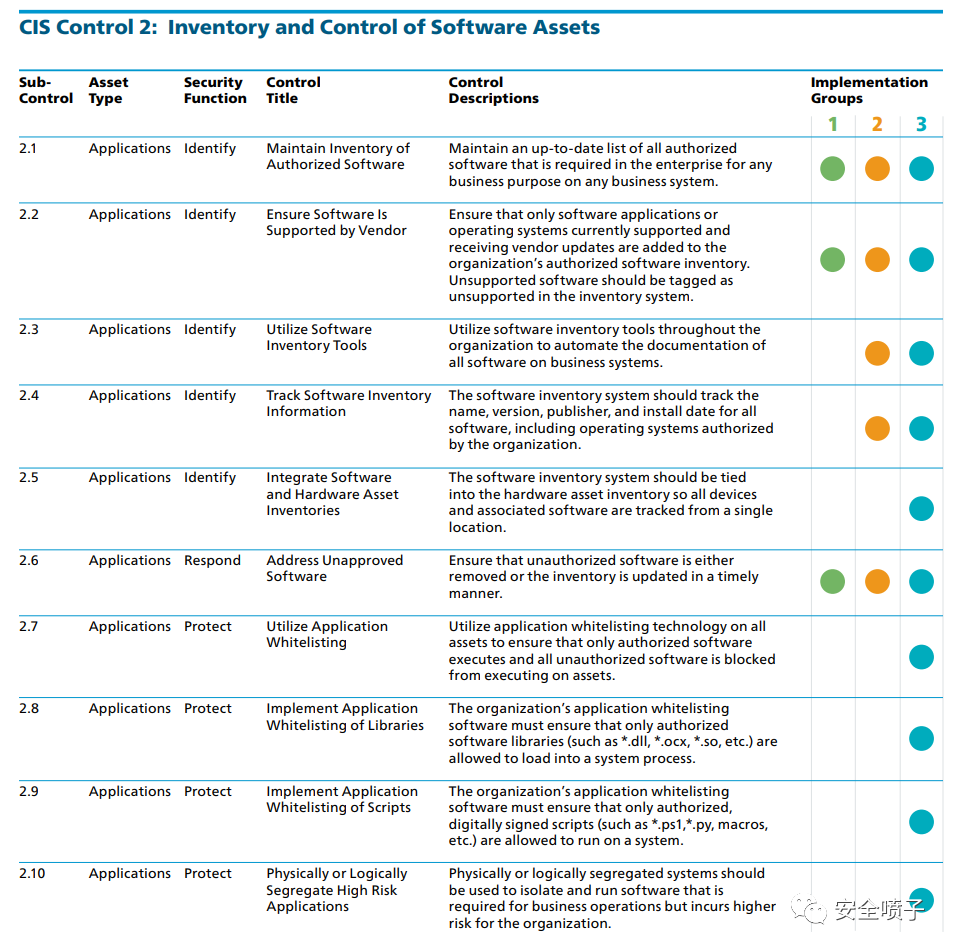 CIS Control 2: Inventory and Control of Software Assets
Sub-Control Asset Type Security Function Control Title Control Descriptions Implementation Groups
1 2 3
2.1 Applications Identify Maintain Inventory of Maintain an up-to-date list of all authorized
Authorized Software software that is required in the enterprise for any
business purpose on any business system.
2.2 Applications Identify Ensure Software Is Ensure that only software applications or
Supported by Vendor operating systems currently supported and
receiving vendor updates are added to the
organization's authorized software inventory.
Unsupported software should be tagged as
unsupported in the inventory system.
2.3 Applications Identify Utilize Software Utilize software inventory tools throughout the
Inventory Tools organization to automate the documentation of
all software on business systems.
2.4 Applications Identify Track Software Inventory The software inventory system should track the
Information name, version, publisher, and install date for all
software, including operating systems authorized
by the organization.
2.5 Applications Identify Integrate Software The software inventory system should be tied
and Hardware Asset into the hardware asset inventory so all devices
Inventories and associated software are tracked from a single
location.
2.6 Applications Respond Address Unapproved Ensure that unauthorized software is either
Software removed or the inventory is updated in a timely
manner.
2.7 Applications Protect Utilize Application Utilize application whitelisting technology on all
Whitelisting assets to ensure that only authorized software
executes and all unauthorized software is blocked
from executing on assets.
2.8 Applications Protect Implement Application The organization's application whitelisting
Whitelisting of Libraries software must ensure that only authorized
software libraries (such as *.dll, *.ocx, *.so, etc.) are
allowed to load into a system process.
2.9 Applications Protect Implement Application The organization's application whitelisting
Whitelisting of Scripts software must ensure that only authorized,
digitally signed scripts (such as *.ps1,*.py, macros,
etc.) are allowed to run on a system.
2.10 Applications Protect Physically or Logically Physically or logically segregated systems should
Segregate High Risk be used to isolate and run software that is
Applications required for business operations but incurs higher
risk for the organization.
安全喷子